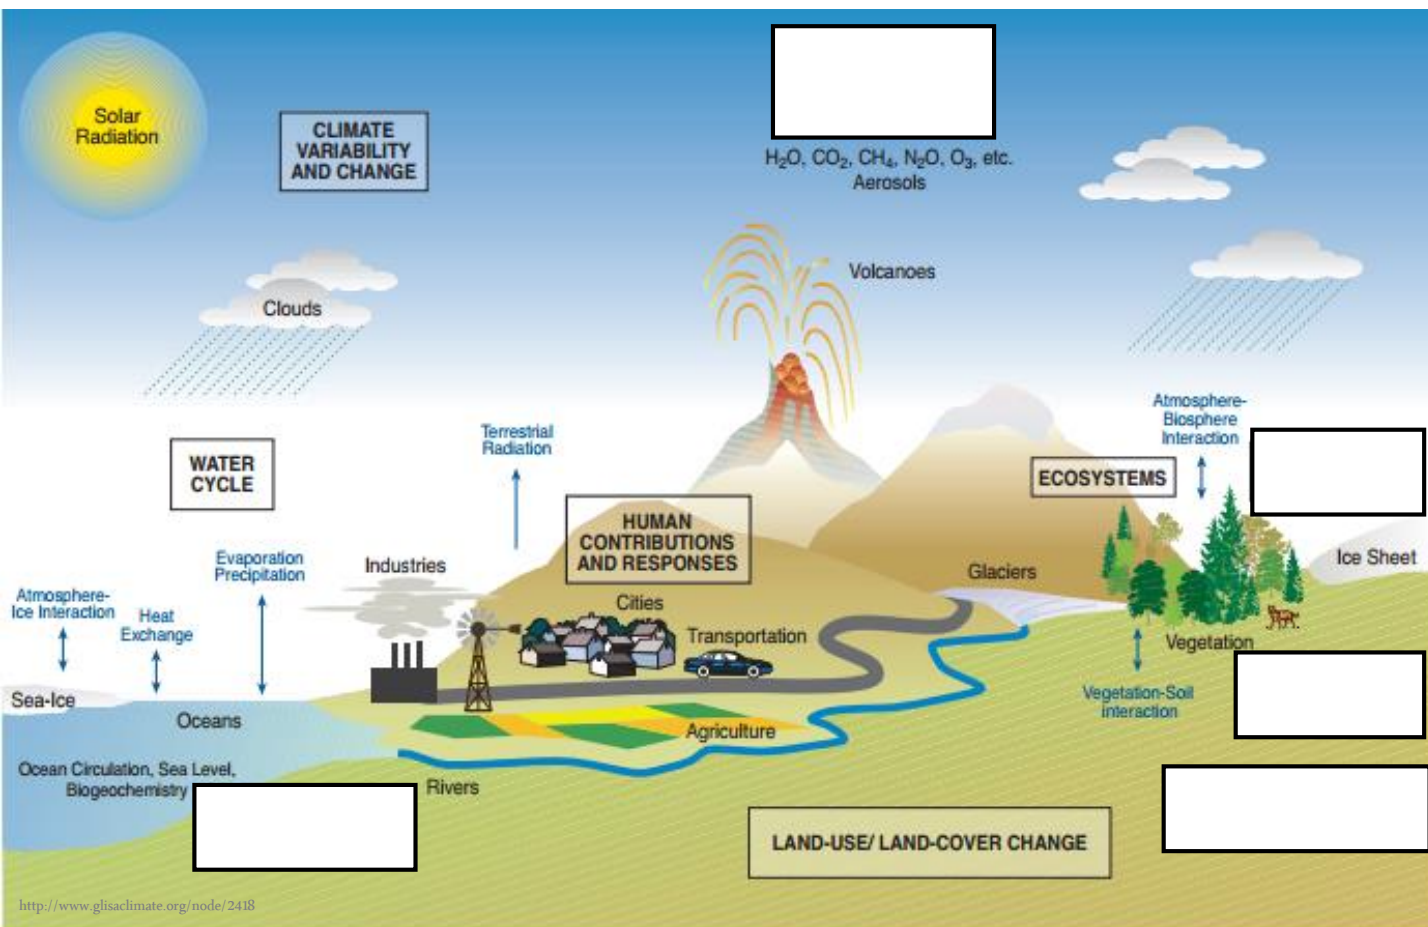 Solar
Radiation
CLIMATE
VARIABILITY
AND CHANGE
H₂O, CO₂, CH₄, N₂O, O₃, etc.
Aerosols
Volcanoes
Clouds
Atmosphere-
Biosphere
Interaction
Terrestrial
Radiation
WATER
CYCLE
ECOSYSTEMS
HUMAN
CONTRIBUTIONS
AND RESPONSES
Evaporation
Precipitation
Industries
Glaciers
Ice Sheet
Atmosphere-
Ice Interaction
Heat
Exchange
Cities
Transportation
Vegetation
Sea-Ice
Oceans
Agriculture
Vegetation-Soil
interaction
Ocean Circulation, Sea Level,
Biogeochemistry
Rivers
LAND-USE/ LAND-COVER CHANGE
http://www.glisaclimate.org/node/2418